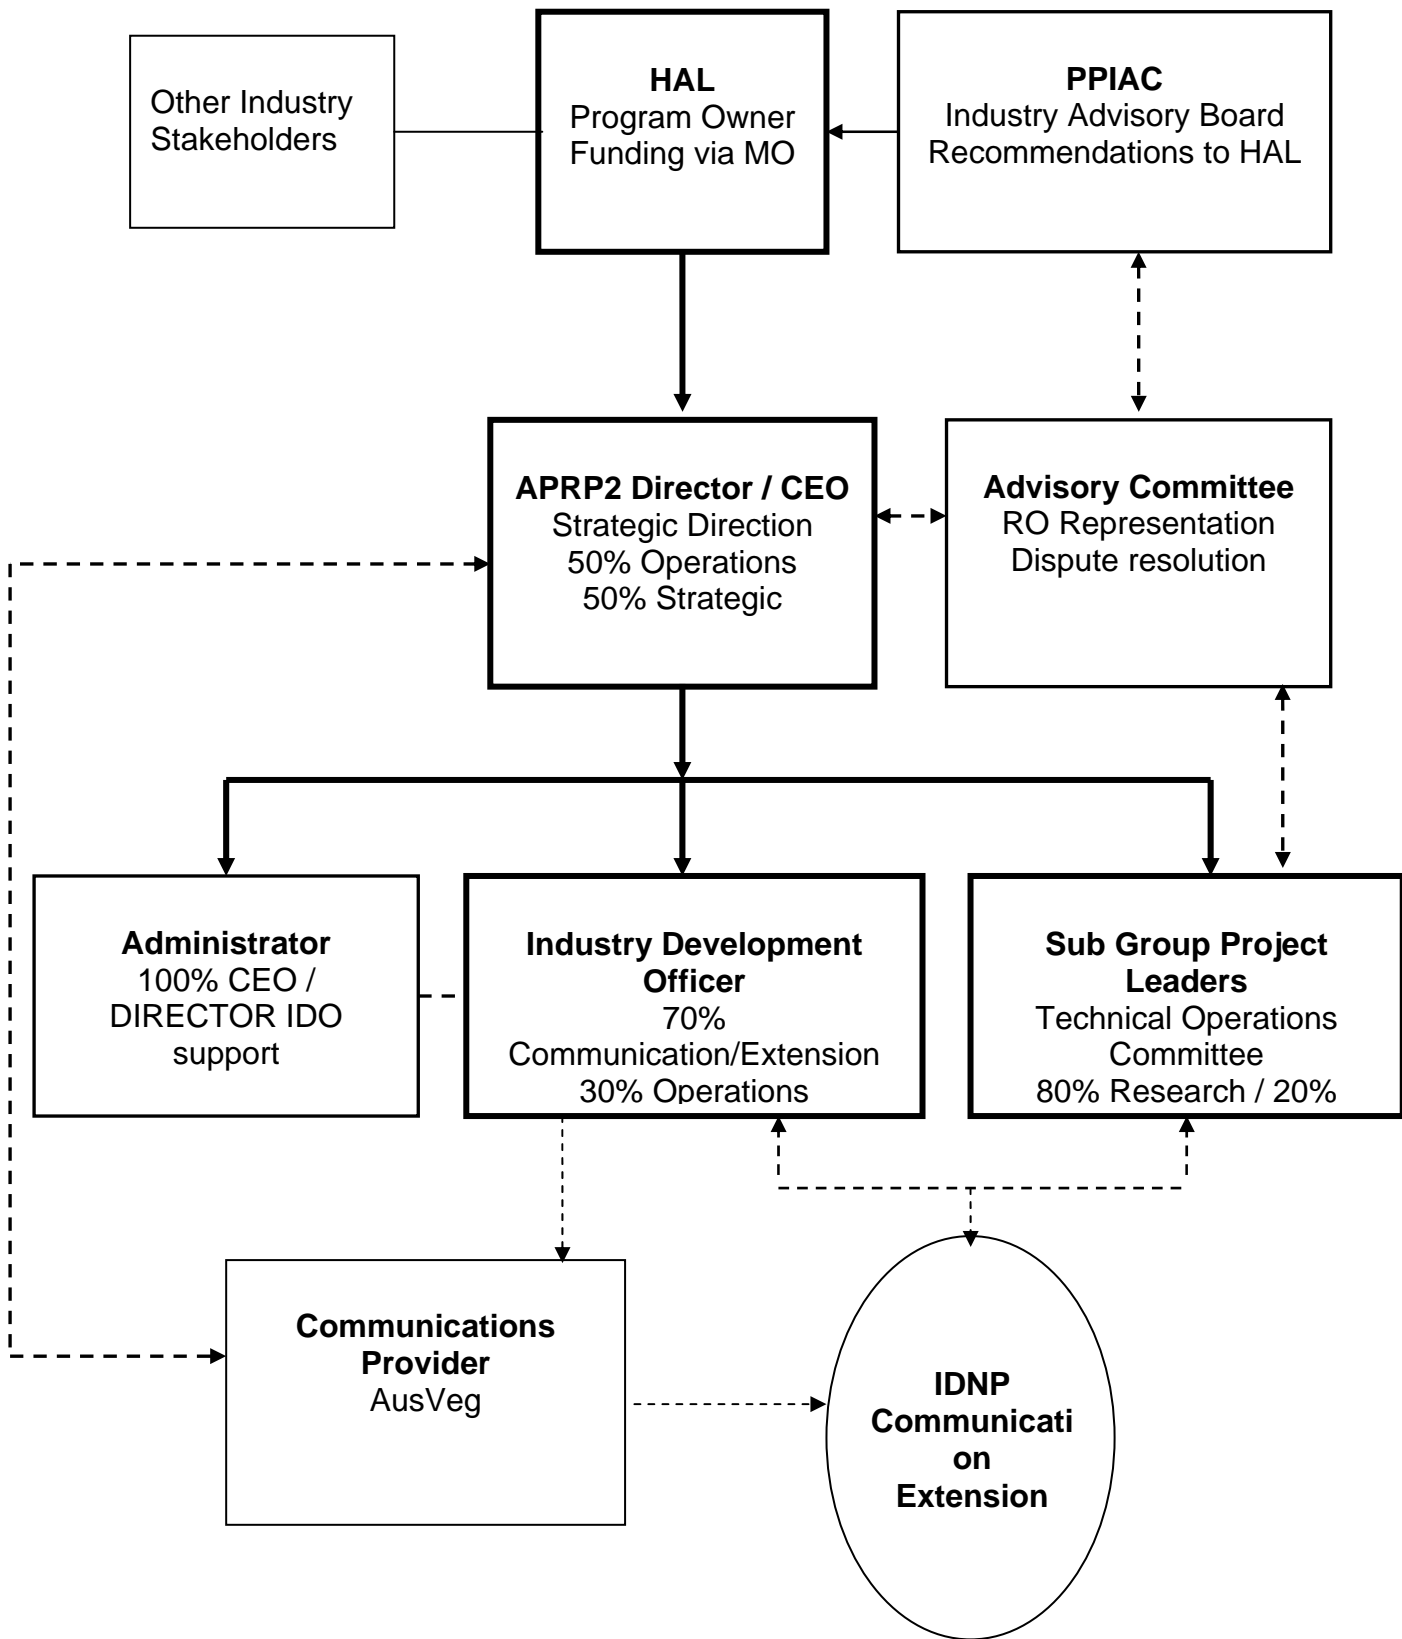 Other Industry
Stakeholders
HAL
Program Owner
Funding via MO
PPIAC
Industry Advisory Board
Recommendations to HAL
APRP2 Director / CEO
Strategic Direction
50% Operations
50% Strategic
Advisory Committee
RO Representation
Dispute resolution
Administrator
100% CEO /
DIRECTOR IDO
support
Industry Development
Officer
70%
Communication/Extension
30% Operations
Sub Group Project
Leaders
Technical Operations
Committee
80% Research / 20%
Communications
Provider
AusVeg
IDNP
Communicati
on
Extension